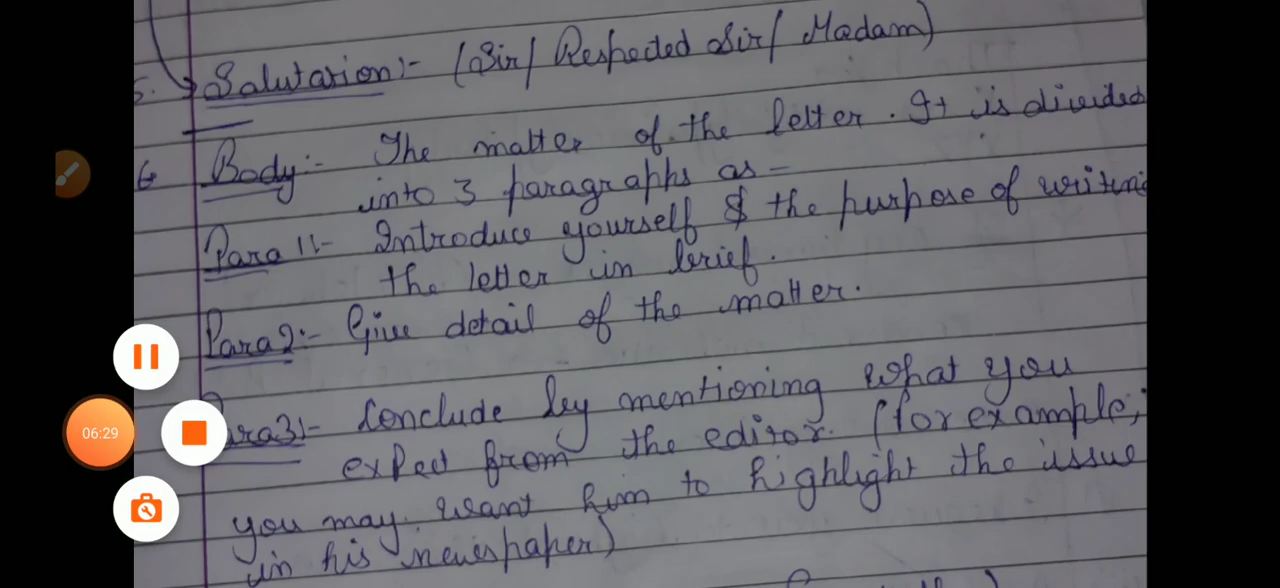 5. Salutation:- (Sir/ Respected Sir/ Madam)
6 Body:- The matter of the letter. It is divided
into 3 paragraphs as -
Para 1:- Introduce yourself & the purpose of writing
the letter in brief.
Para 2:- Give detail of the matter.
Para 3:- Conclude by mentioning what you
expect from the editor. (for example,
you may want him to highlight the issue
in his newspaper)
06:29